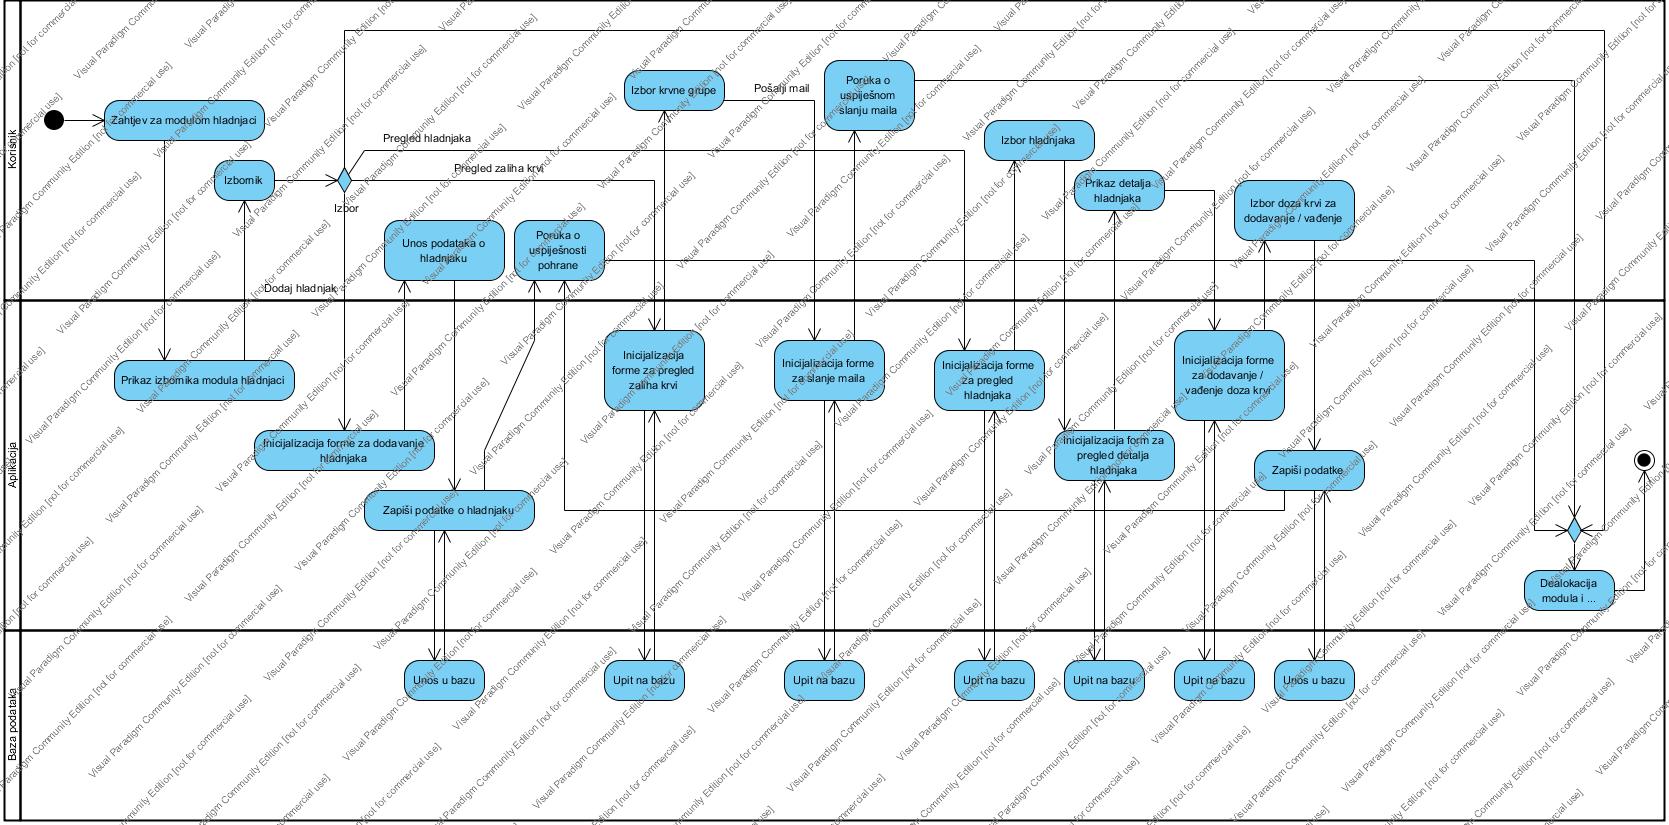 Korisnik
Zahtjev za modulom hladnjaci
Izbornik
Izbor
Pregled hladnjaka
Pregled zaliha krvi
Dodaj hladnjak
Unos podataka o
hladnjaku
Poruka o
uspiješnosti
pohrane
Izbor krvne grupe
Pošalji mail
Poruka o
uspiješnom
slanju maila
Izbor hladnjaka
Prikaz detalja
hladnjaka
Izbor doza krvi za
dodavanje / vađenje
Aplikacija
Prikaz izbornika modula hladnjaci
Inicijalizacija forme za dodavanje
hladnjaka
Zapiši podatke o hladnjaku
Inicijalizacija
forme za pregled
zaliha krvi
Inicijalizacija forme
za slanje maila
Inicijalizacija forme
za pregled
hladnjaka
Inicijalizacija form za
pregled detalja
hladnjaka
Inicijalizacija forme
za dodavanje /
vađenje doza krvi
Zapiši podatke
Dealokacija
modula i ...
Baza podataka
Unos u bazu
Upit na bazu
Upit na bazu
Upit na bazu
Upit na bazu
Upit na bazu
Unos u bazu
Visual Paradigm Community Edition [not for commercial use]